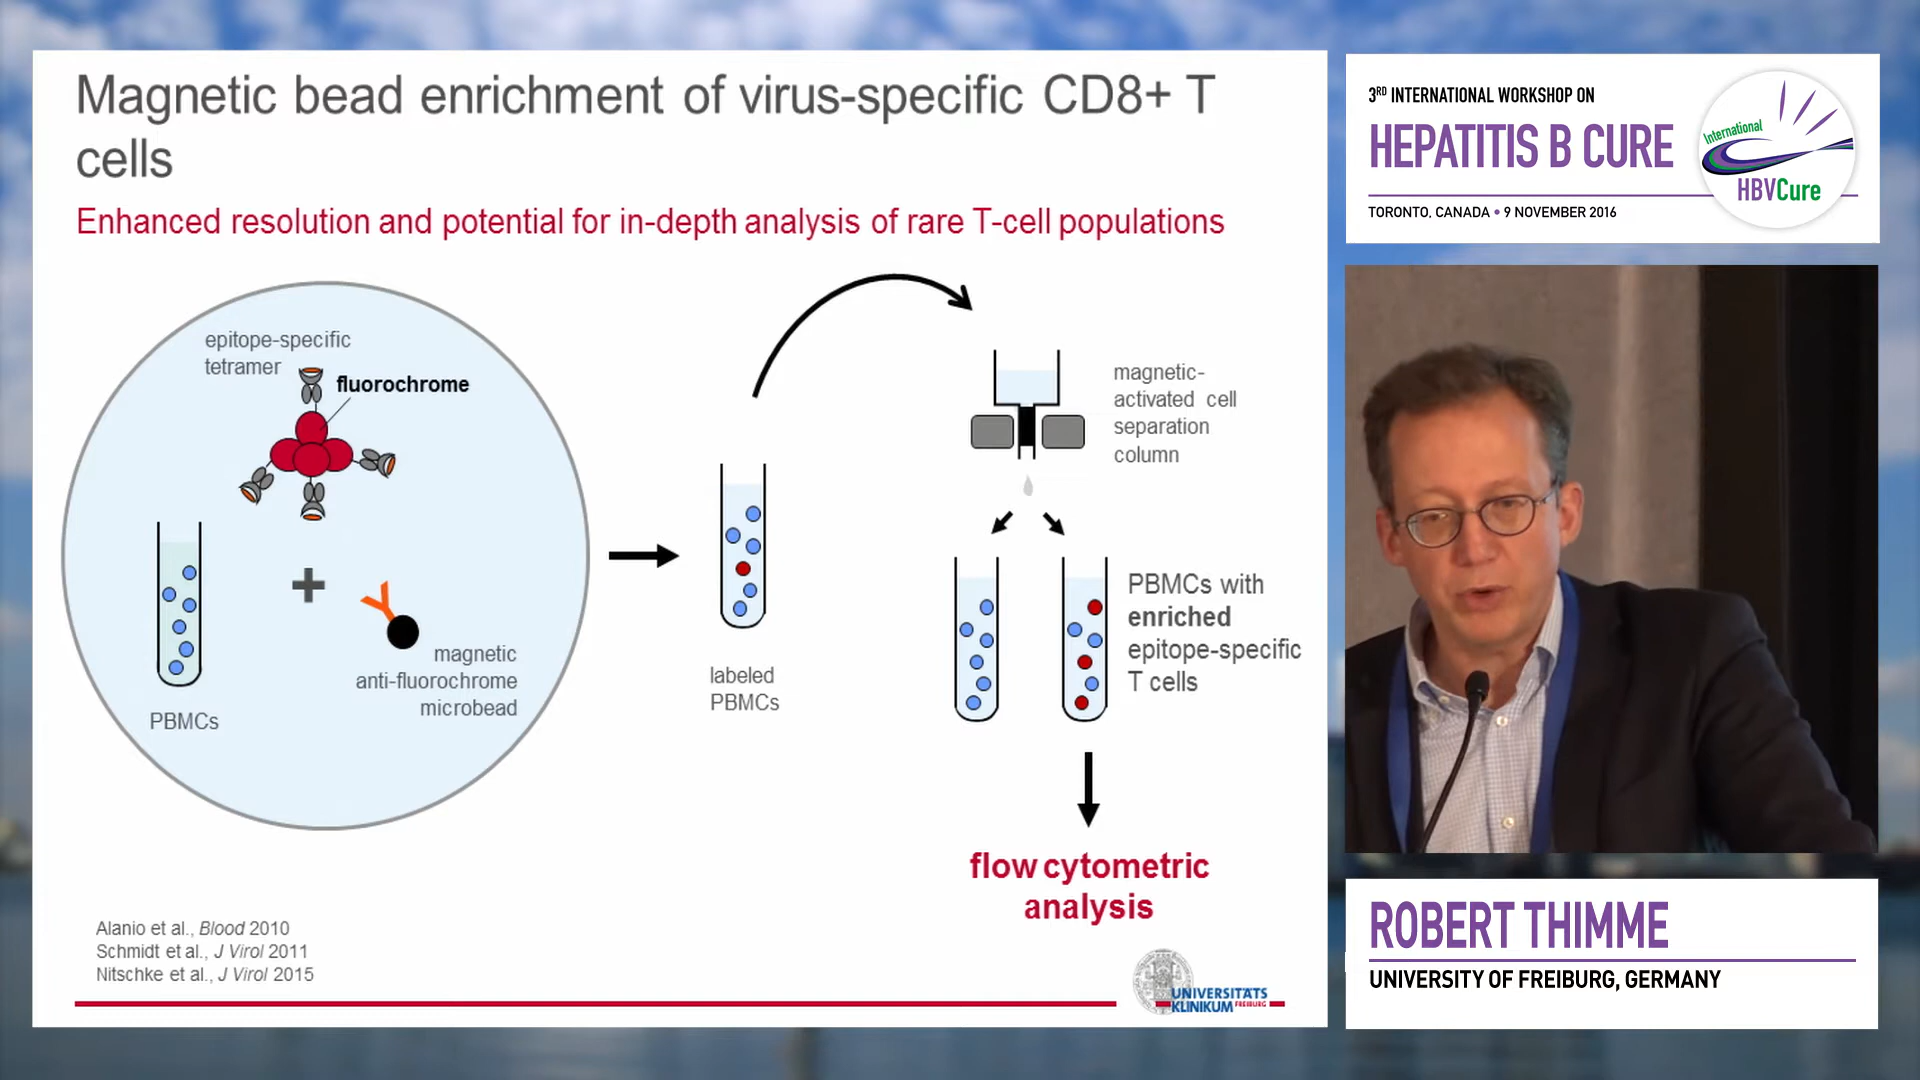 Magnetic bead enrichment of virus-specific CD8+ T
cells
Enhanced resolution and potential for in-depth analysis of rare T-cell populations
epitope-specific
tetramer
fluorochrome
+
magnetic
anti-fluorochrome
microbead
PBMCs
labeled
PBMCs
magnetic-
activated cell
separation
column
PBMCs with
enriched
epitope-specific
T cells
flow cytometric
analysis
Alanio et al., Blood 2010
Schmidt et al., J Virol 2011
Nitschke et al., J Virol 2015
UNIVERSITÄTS
KLINIKUM FREIBURG
3RD INTERNATIONAL WORKSHOP ON
HEPATITIS B CURE
TORONTO, CANADA • 9 NOVEMBER 2016
International
HBVCure
ROBERT THIMME
UNIVERSITY OF FREIBURG, GERMANY